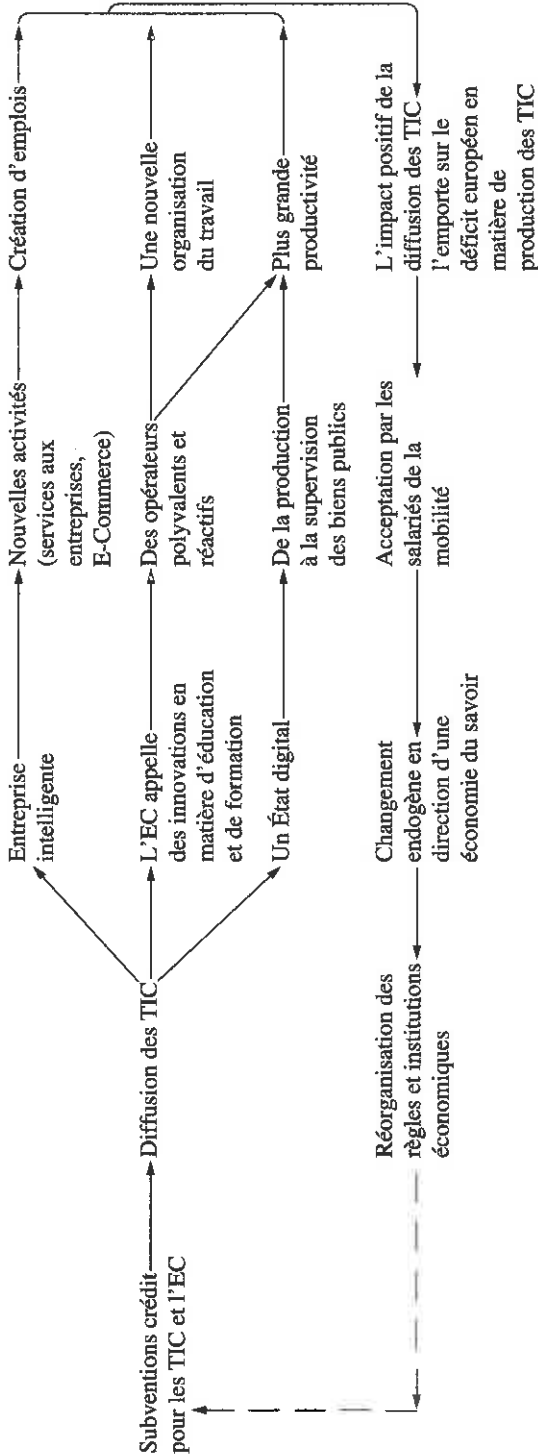 Subventions crédit
pour les TIC et l'EC
Diffusion des TIC
Entreprise
intelligente
Nouvelles activités
(services aux
entreprises,
E-Commerce)
Création d'emplois
L'EC appelle
des innovations en
matière d'éducation
et de formation
Des opérateurs
polyvalents et
réactifs
Une nouvelle
organisation
du travail
Un État digital
De la production
à la supervision
des biens publics
Plus grande
productivité
L'impact positif de la
diffusion des TIC
l'emporte sur le
déficit européen en
matière de
production des TIC
Acceptation par les
salariés de la
mobilité
Changement
endogène en
direction d'une
économie du savoir
Réorganisation des
règles et institutions
économiques